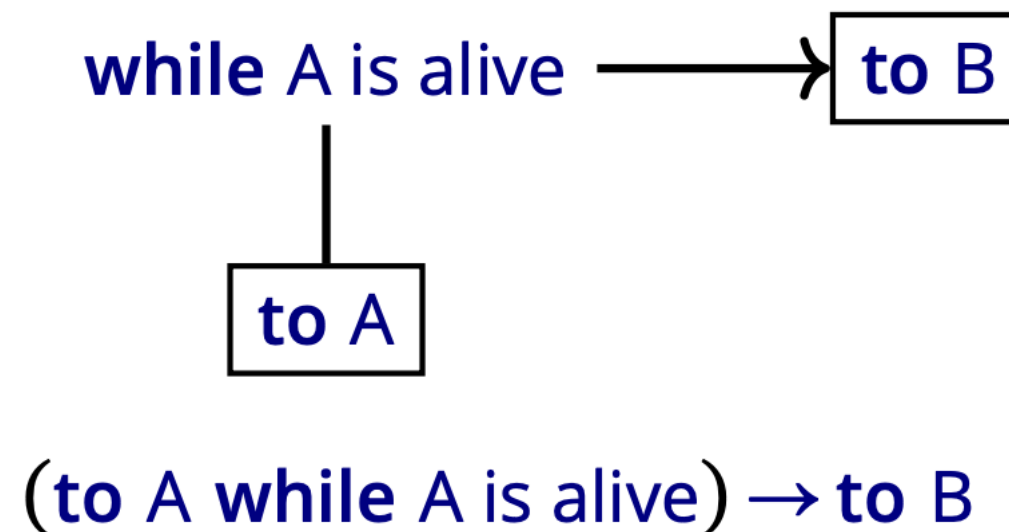 while A is alive to B
to A
(to A while A is alive) → to B